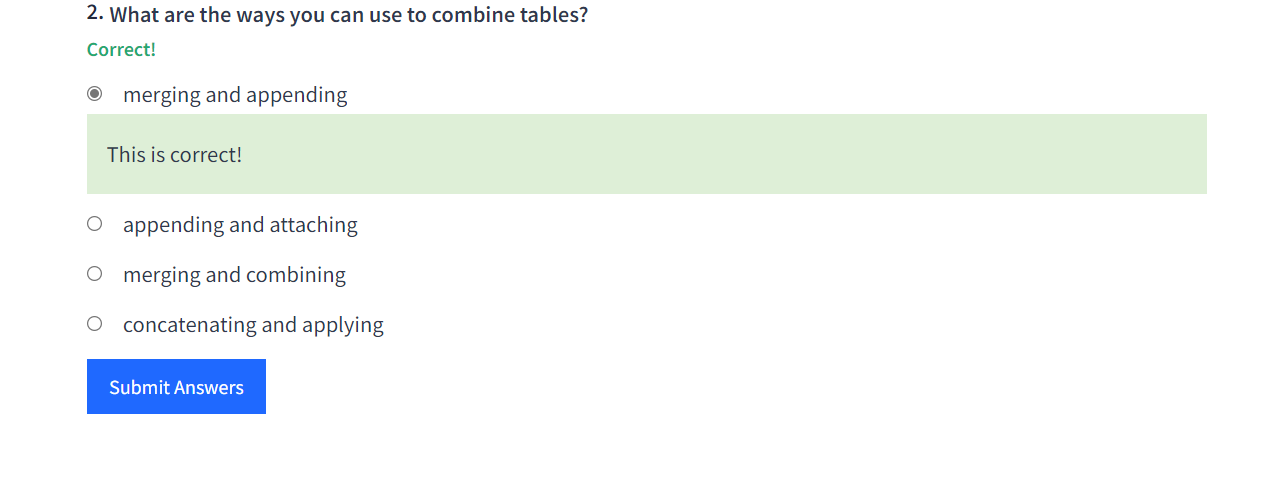 2. What are the ways you can use to combine tables?
Correct!
merging and appending
This is correct!
appending and attaching
merging and combining
concatenating and applying
Submit Answers